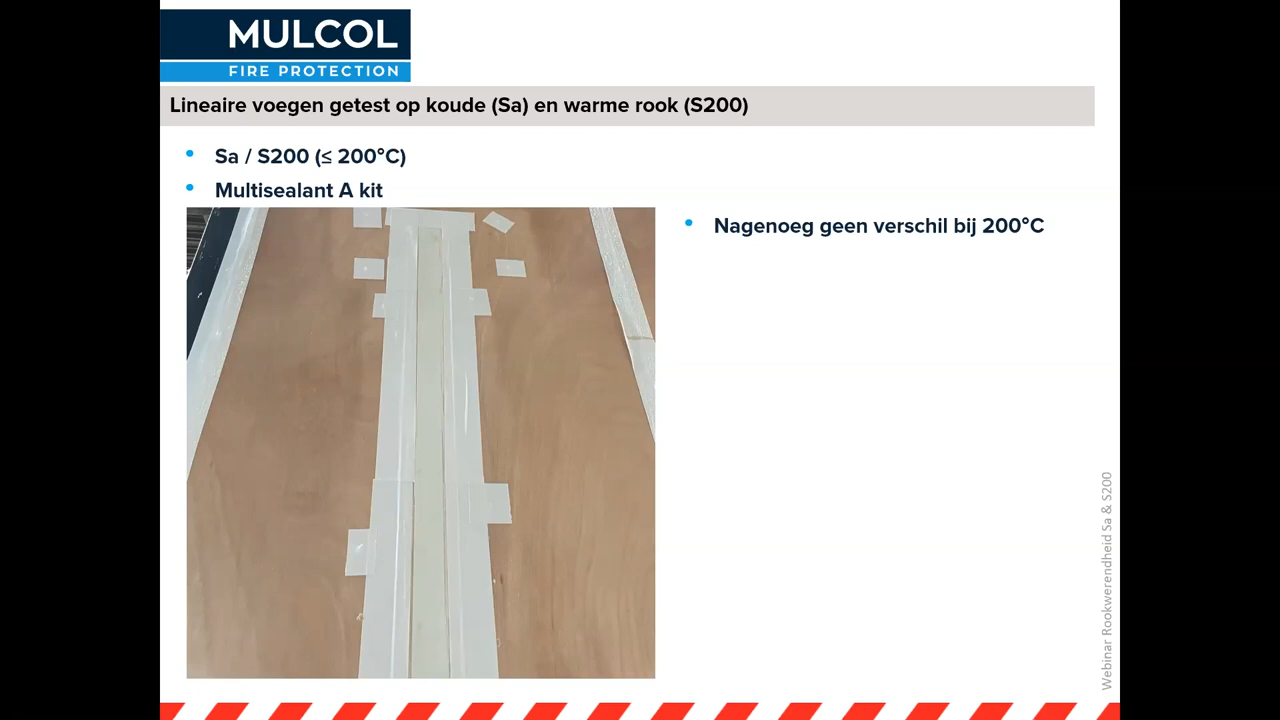 MULCOL
FIRE PROTECTION
Lineaire voegen getest op koude (Sa) en warme rook (S200)
Sa / S200 (≤ 200°C)
Multisealant A kit
Nagenoeg geen verschil bij 200°C
Webinar Rookwerendheid Sa & S200